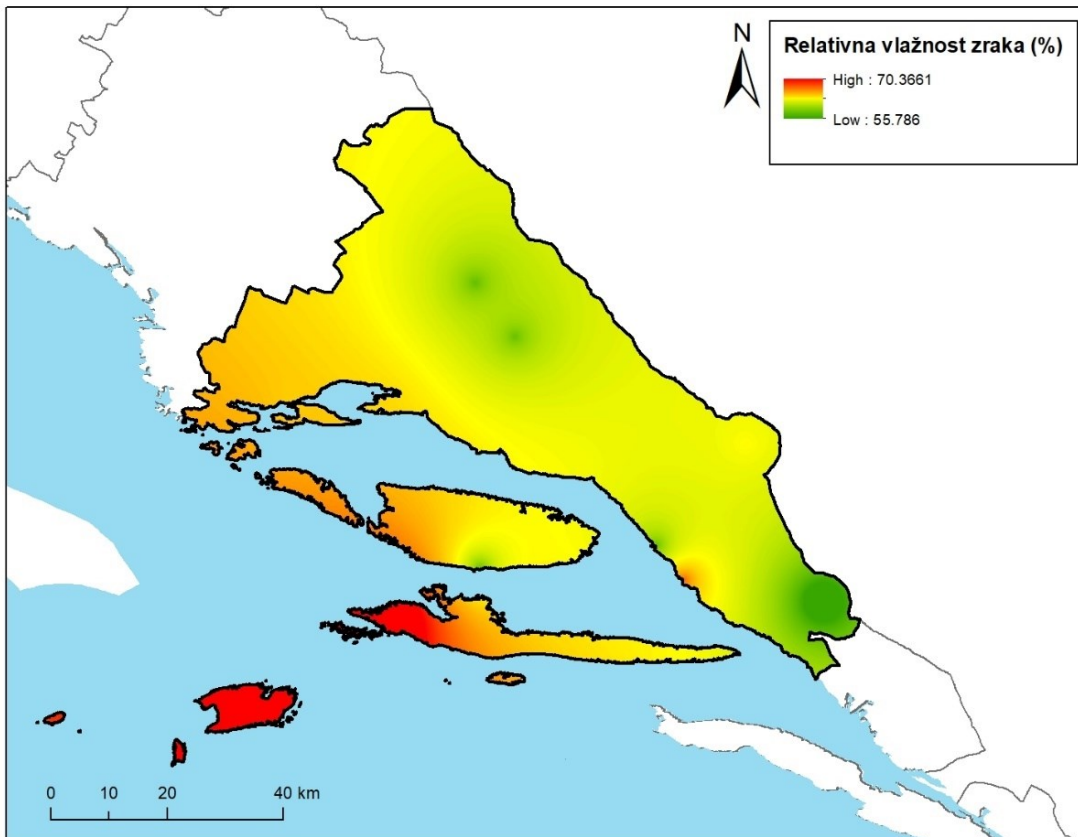 N
Relativna vlažnost zraka (%)
High : 70.3661
Low : 55.786
0 10 20 40 km